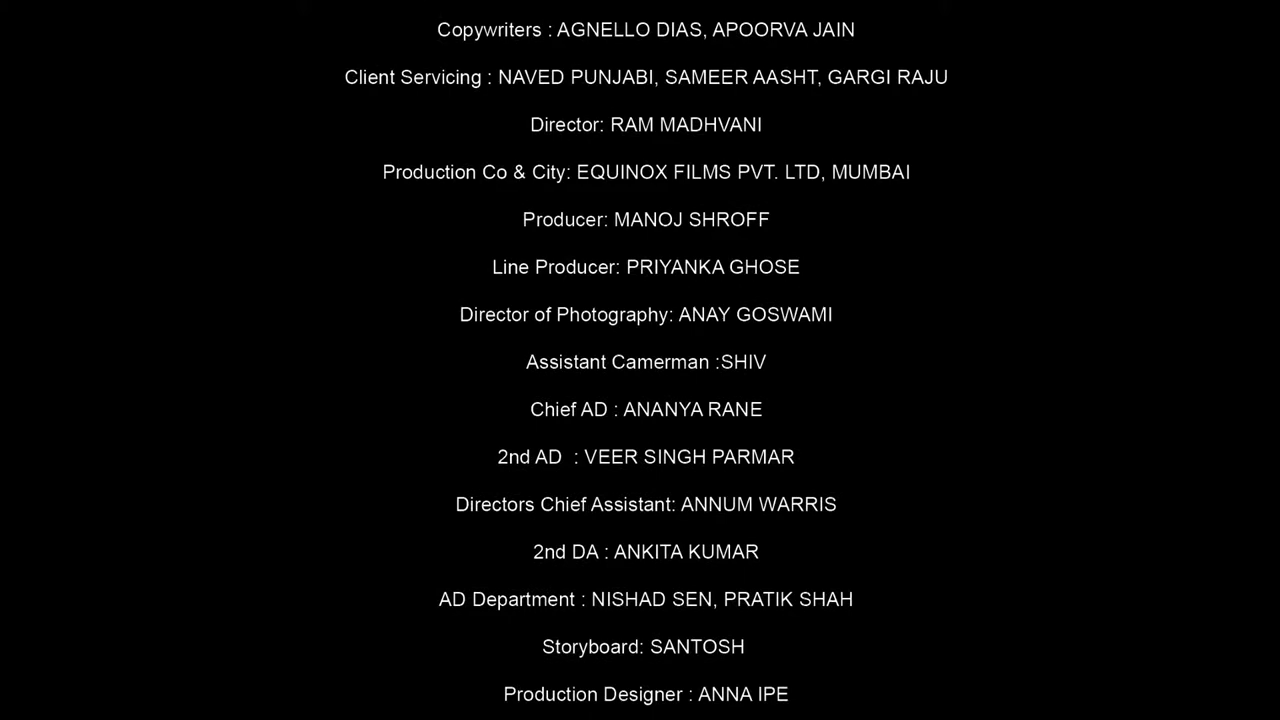 Copywriters : AGNELLO DIAS, APOORVA JAIN
Client Servicing : NAVED PUNJABI, SAMEER AASHT, GARGI RAJU
Director: RAM MADHVANI
Production Co & City: EQUINOX FILMS PVT. LTD, MUMBAI
Producer: MANOJ SHROFF
Line Producer: PRIYANKA GHOSE
Director of Photography: ANAY GOSWAMI
Assistant Camerman :SHIV
Chief AD : ANANYA RANE
2nd AD  : VEER SINGH PARMAR
Directors Chief Assistant: ANNUM WARRIS
2nd DA : ANKITA KUMAR
AD Department : NISHAD SEN, PRATIK SHAH
Storyboard: SANTOSH
Production Designer : ANNA IPE